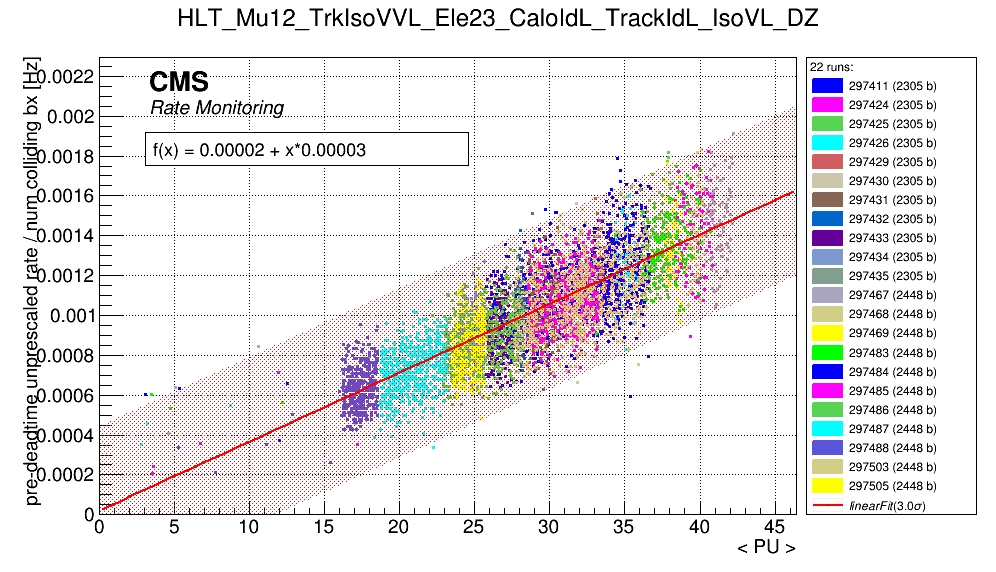 HLT_Mu12_TrkIsoVVL_Ele23_CaloIdL_TrackIdL_IsoVL_DZ
pre-deadtime unprescaled rate / num colliding bx [Hz]
CMS
Rate Monitoring
f(x) = 0.00002 + x*0.00003
0.0022
0.002
0.0018
0.0016
0.0014
0.0012
0.001
0.0008
0.0006
0.0004
0.0002
0
0 5 10 15 20 25 30 35 40 45
< PU >
22 runs:
297411 (2305 b)
297424 (2305 b)
297425 (2305 b)
297426 (2305 b)
297429 (2305 b)
297430 (2305 b)
297431 (2305 b)
297432 (2305 b)
297433 (2305 b)
297434 (2305 b)
297435 (2305 b)
297467 (2448 b)
297468 (2448 b)
297469 (2448 b)
297483 (2448 b)
297484 (2448 b)
297485 (2448 b)
297486 (2448 b)
297487 (2448 b)
297488 (2448 b)
297503 (2448 b)
297505 (2448 b)
linearFit(3.0σ)